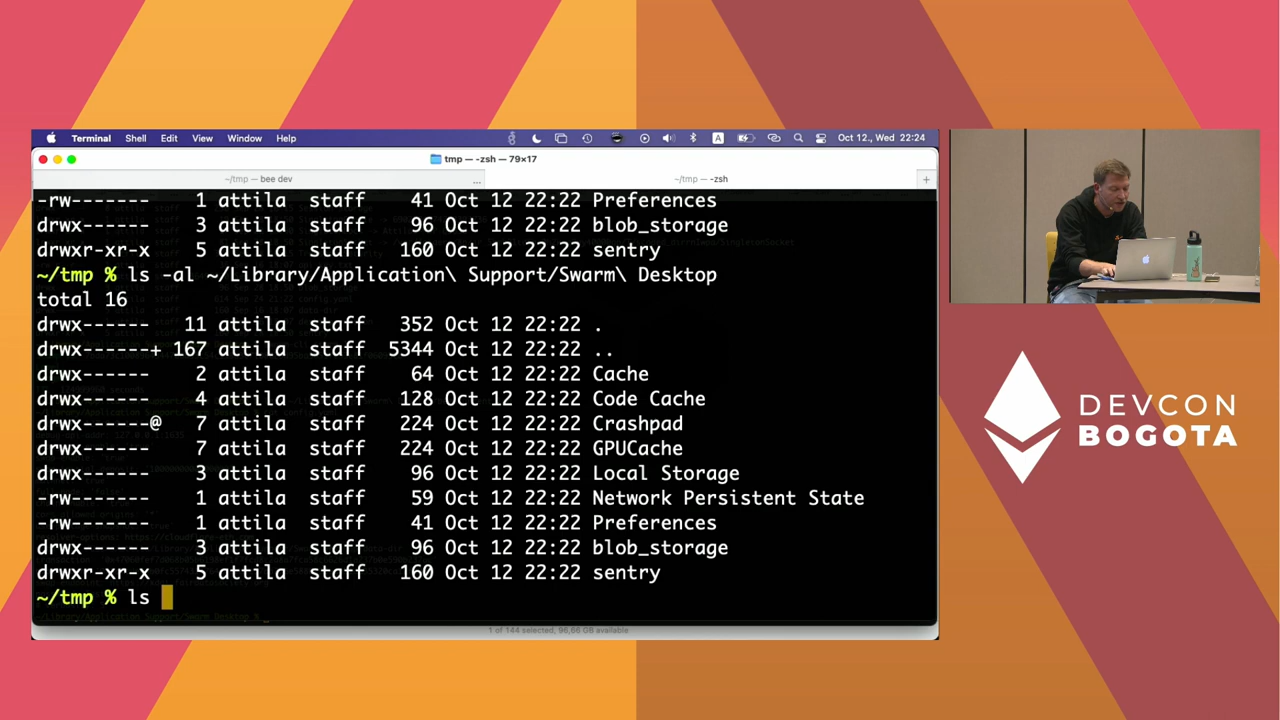 Terminal Shell Edit View Window Help A Oct 12., Wed 22:24
tmp — -zsh — 79×17
~/tmp — bee dev ... ~/tmp — -zsh +
-rw------- 1 attila staff 41 Oct 12 22:22 Preferences
drwx------ 3 attila staff 96 Oct 12 22:22 blob_storage
drwxr-xr-x 5 attila staff 160 Oct 12 22:22 sentry
~/tmp % ls -al ~/Library/Application\ Support/Swarm\ Desktop
total 16
drwx------ 11 attila staff 352 Oct 12 22:22 .
drwx------+ 167 attila staff 5344 Oct 12 22:22 ..
drwx------ 2 attila staff 64 Oct 12 22:22 Cache
drwx------ 4 attila staff 128 Oct 12 22:22 Code Cache
drwx------@ 7 attila staff 224 Oct 12 22:22 Crashpad
drwx------ 7 attila staff 224 Oct 12 22:22 GPUCache
drwx------ 3 attila staff 96 Oct 12 22:22 Local Storage
-rw------- 1 attila staff 59 Oct 12 22:22 Network Persistent State
-rw------- 1 attila staff 41 Oct 12 22:22 Preferences
drwx------ 3 attila staff 96 Oct 12 22:22 blob_storage
drwxr-xr-x 5 attila staff 160 Oct 12 22:22 sentry
~/tmp % ls
1 of 144 selected, 96,66 GB available
DEVCON
BOGOTA